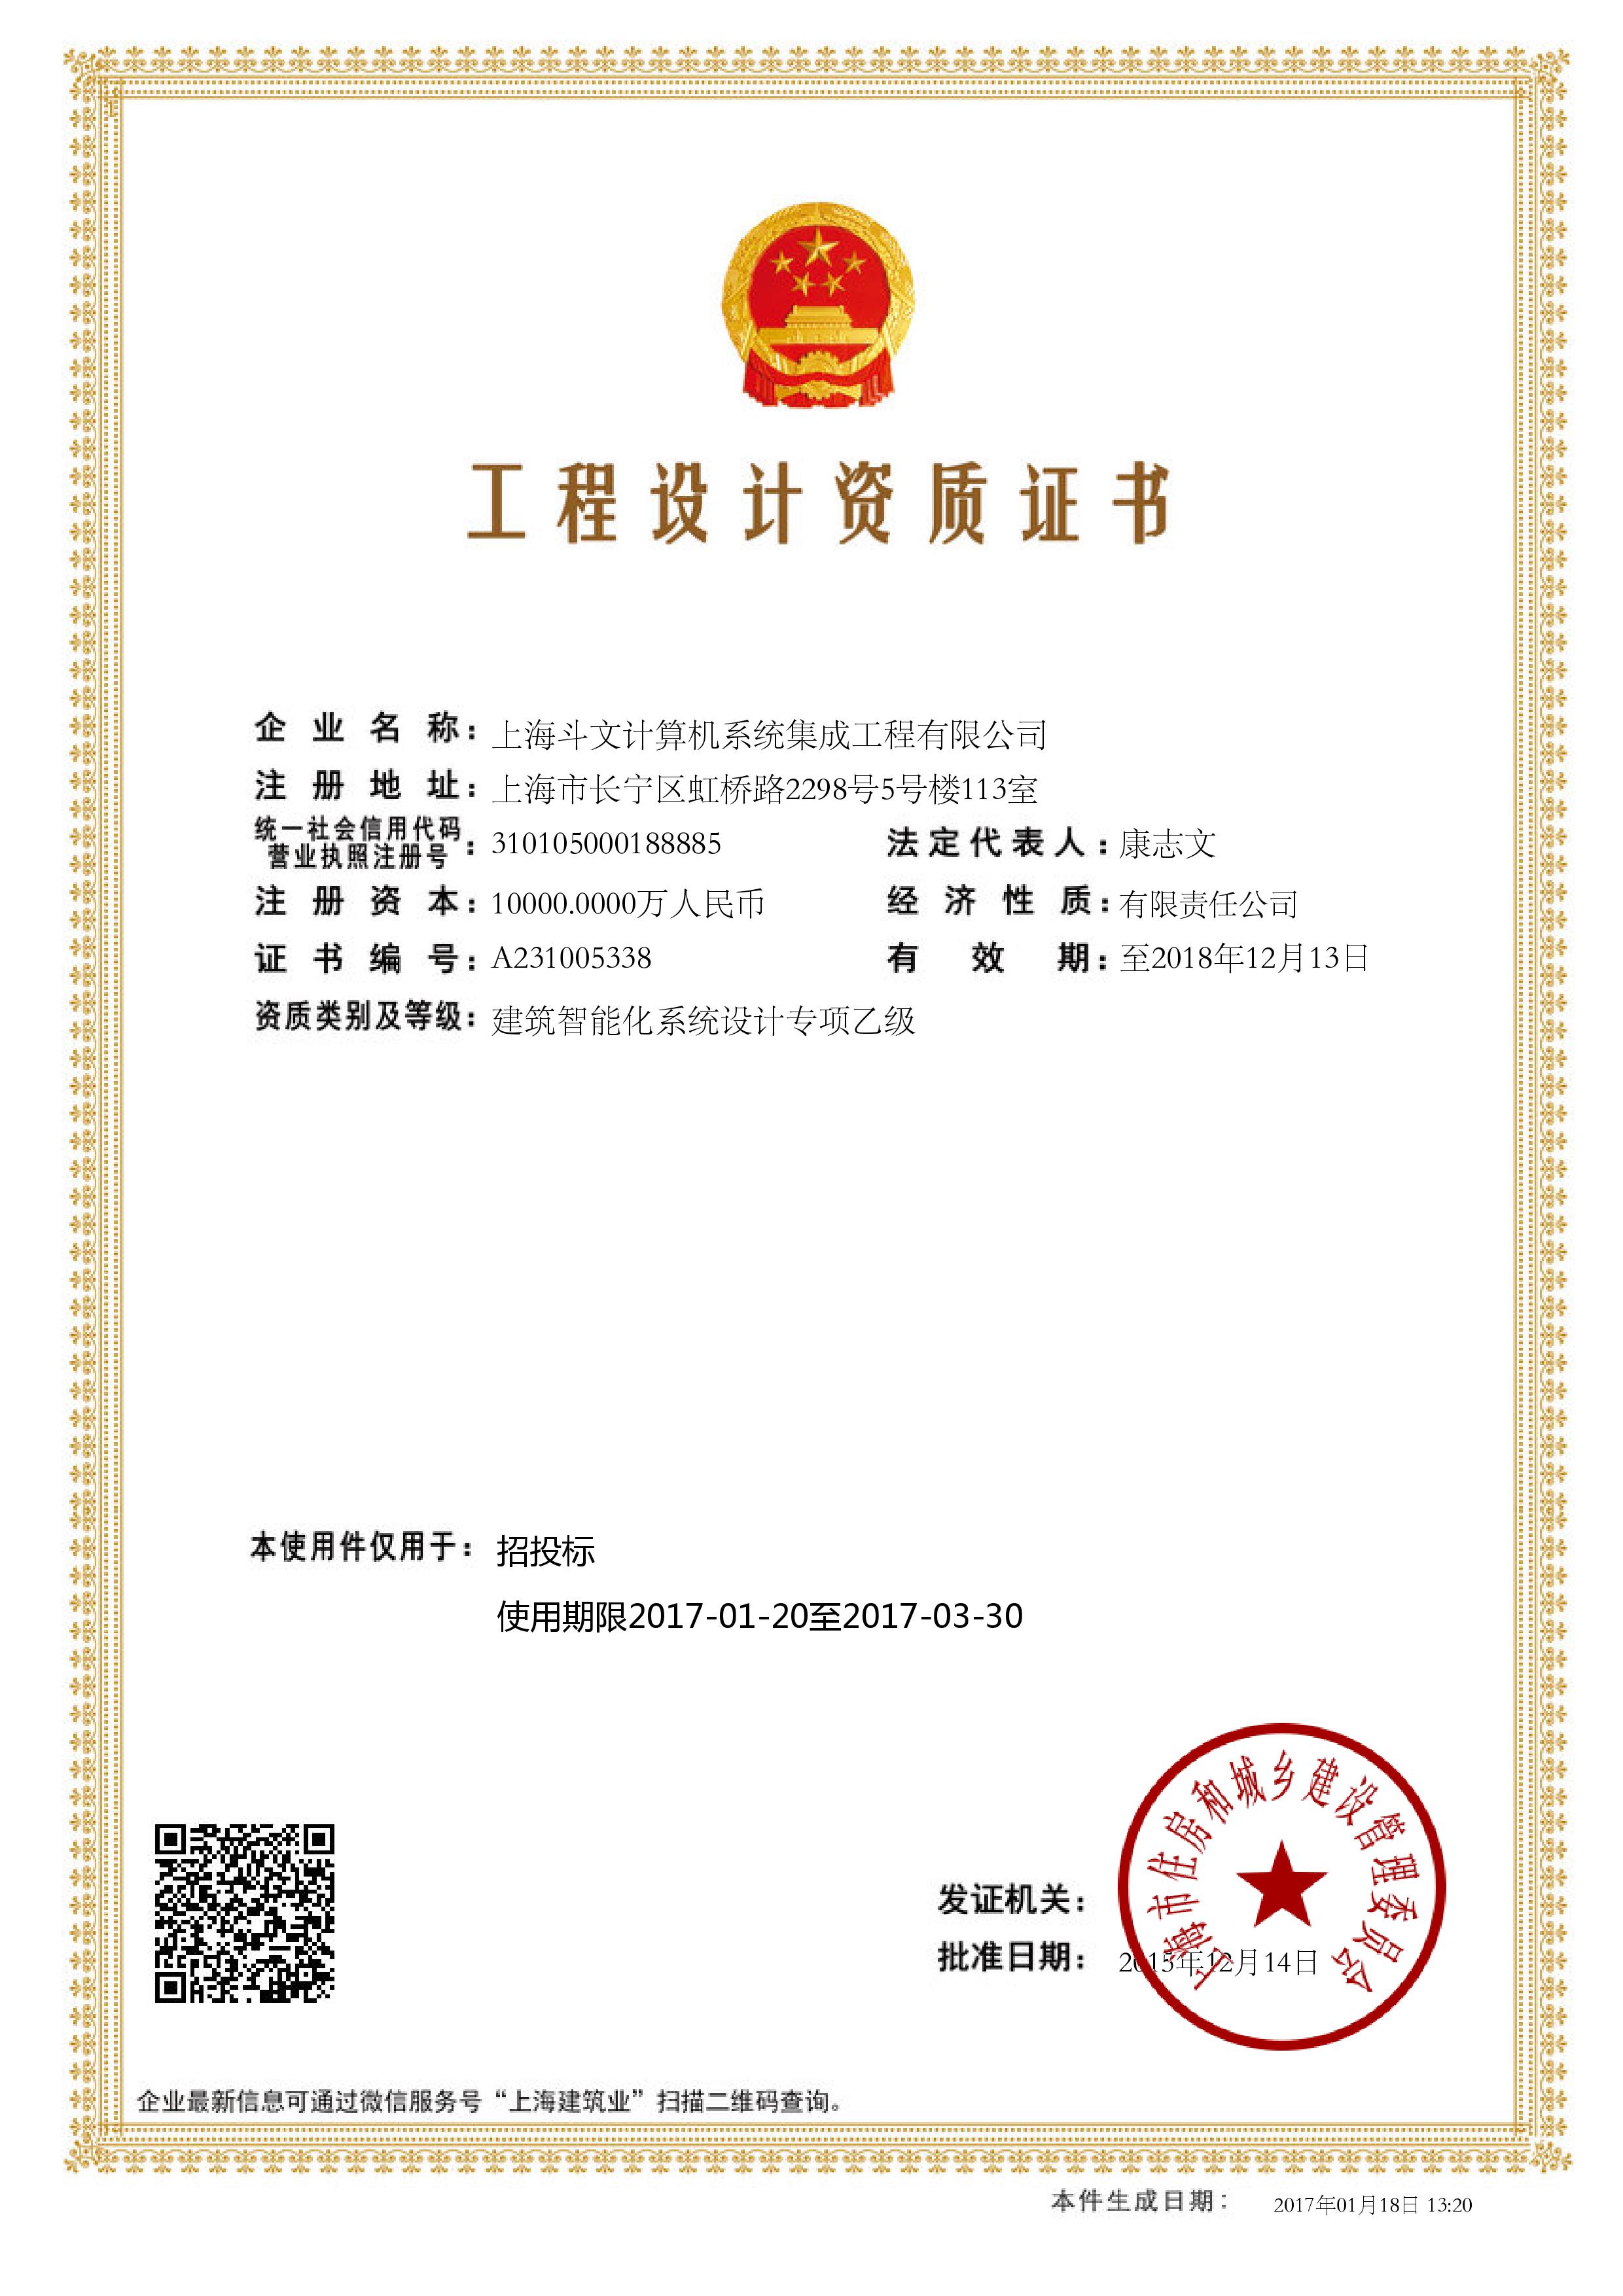 工程设计资质证书
企业名称：上海斗文计算机系统集成工程有限公司
注册地址：上海市长宁区虹桥路2298号5号楼113室
统一社会信用代码
营业执照注册号：310105000188885 法定代表人：康志文
注册资本：10000.0000万人民币 经济性质：有限责任公司
证书编号：A231005338 有效期：至2018年12月13日
资质类别及等级：建筑智能化系统设计专项乙级
本使用件仅用于：招投标
使用期限2017-01-20至2017-03-30
上海市住房和城乡建设管理委员会
发证机关：
批准日期：2015年12月14日
企业最新信息可通过微信服务号“上海建筑业”扫描二维码查询。
本件生成日期：2017年01月18日 13:20